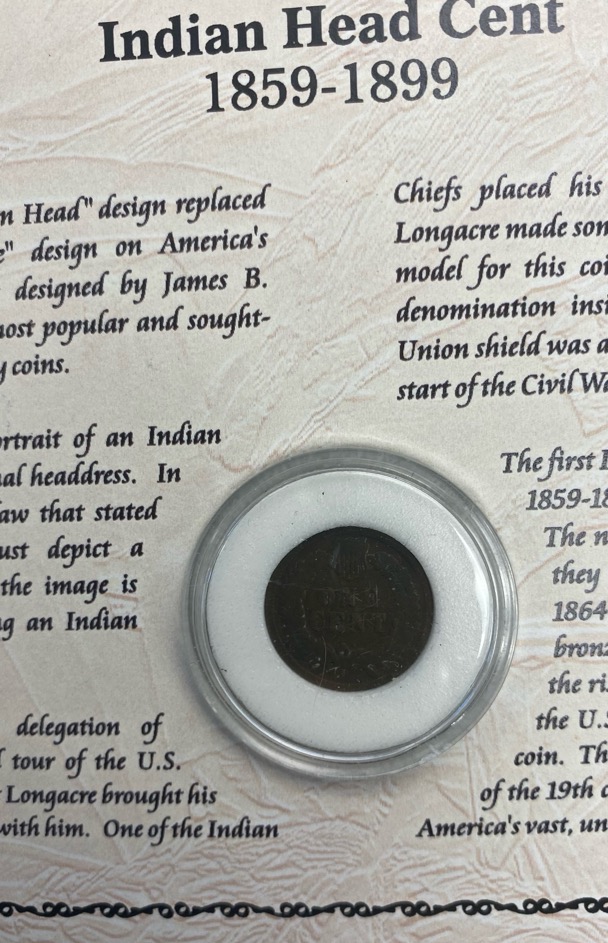 Indian Head Cent
1859-1899
n Head" design replaced
" design on America's
designed by James B.
ost popular and sought-
y coins.
rtrait of an Indian
al headdress. In
aw that stated
ust depict a
the image is
g an Indian
delegation of
tour of the U.S.
Longacre brought his
with him. One of the Indian
Chiefs placed his
Longacre made som
model for this coi
denomination insi
Union shield was a
start of the Civil Wa
The first I
1859-18
The n
they
1864
bronz
the ri
the U.S
coin. Th
of the 19th c
America's vast, un